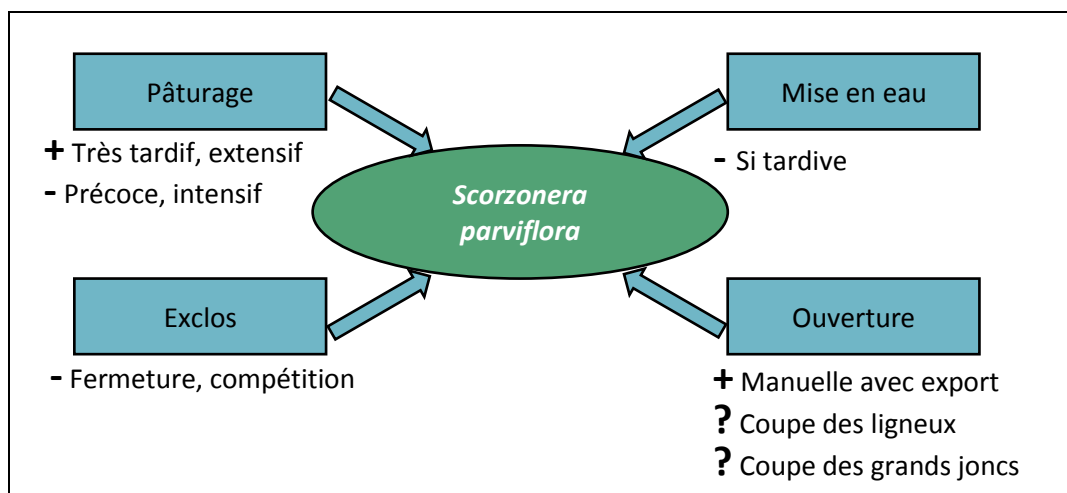 Pâturage
+ Très tardif, extensif
- Précoce, intensif
Mise en eau
- Si tardive
Scorzonera
parviflora
Exclos
- Fermeture, compétition
Ouverture
+ Manuelle avec export
? Coupe des ligneux
? Coupe des grands joncs